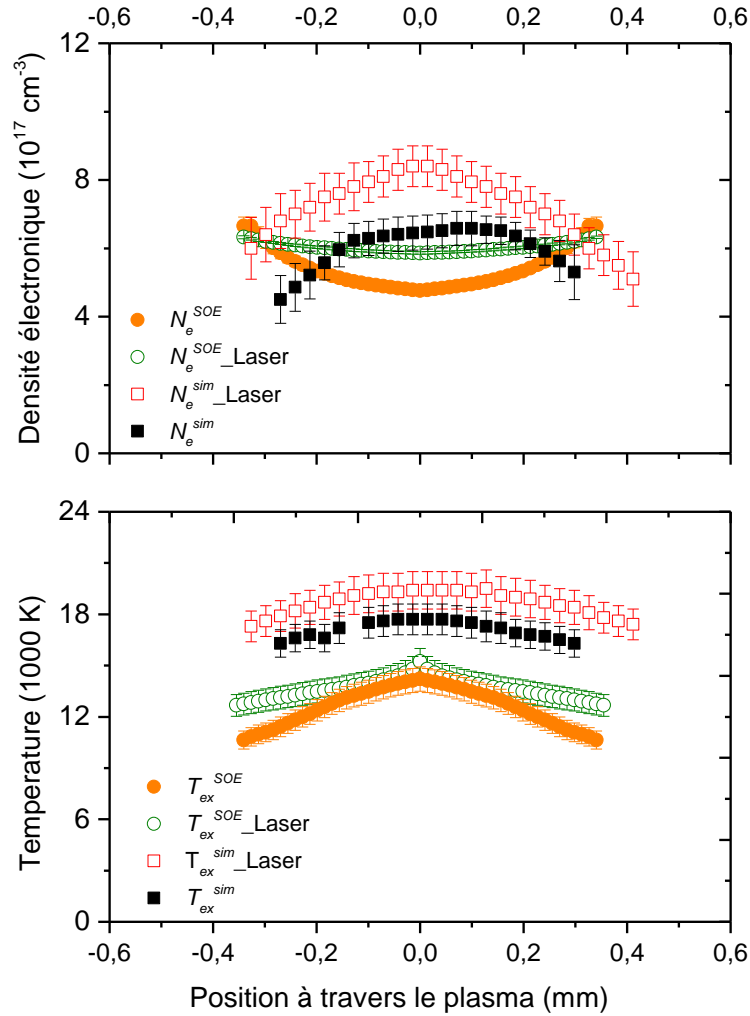 -0,6 -0,4 -0,2 0,0 0,2 0,4 0,6
12
8
4
0
Densité électronique (10^17 cm^-3)
N_e^SOE
N_e^SOE_Laser
N_e^sim_Laser
N_e^sim
24
18
12
6
0
Temperature (1000 K)
T_ex^SOE
T_ex^SOE_Laser
T_ex^sim_Laser
T_ex^sim
-0,6 -0,4 -0,2 0,0 0,2 0,4 0,6
Position à travers le plasma (mm)